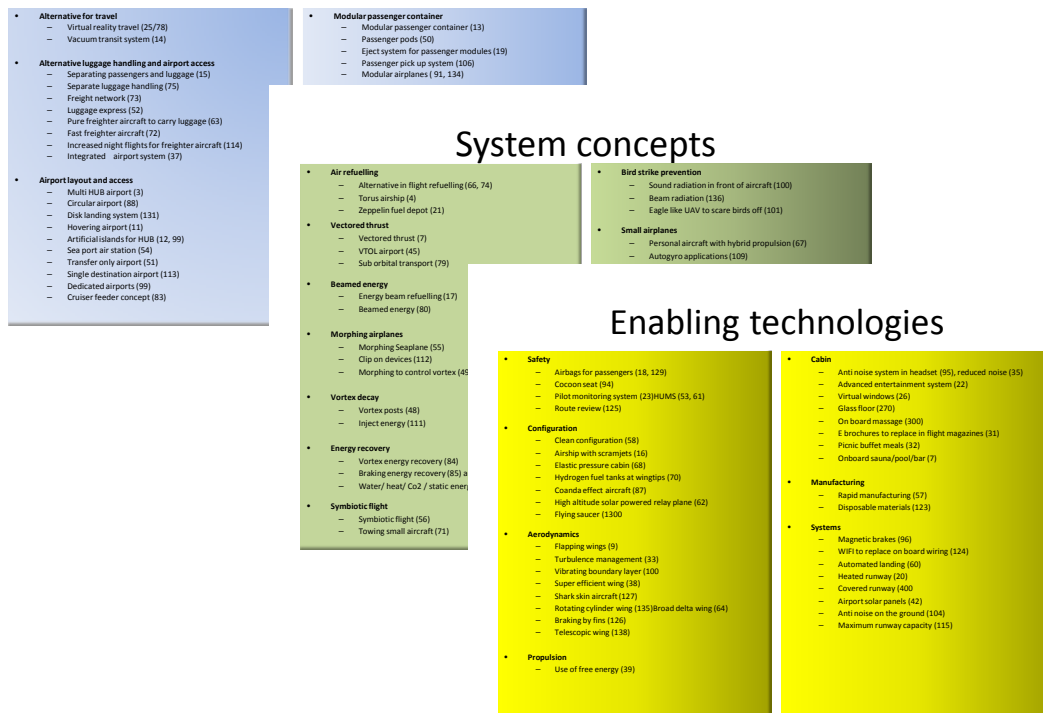 • Alternative for travel
– Virtual reality travel (25/78)
– Vacuum transit system (14)
• Alternative luggage handling and airport access
– Separating passengers and luggage (15)
– Separate luggage handling (75)
– Freight network (73)
– Luggage express (52)
– Pure freighter aircraft to carry luggage (63)
– Fast freighter aircraft (72)
– Increased night flights for freighter aircraft (114)
– Integrated airport system (37)
• Airport layout and access
– Multi HUB airport (3)
– Circular airport (88)
– Disk landing system (131)
– Hovering airport (11)
– Artificial islands for HUB (12, 99)
– Sea port air station (54)
– Transfer only airport (51)
– Single destination airport (113)
– Dedicated airports (99)
– Cruiser feeder concept (83)
• Modular passenger container
– Modular passenger container (13)
– Passenger pods (50)
– Eject system for passenger modules (19)
– Passenger pick up system (106)
– Modular airplanes ( 91, 134)
System concepts
• Air refuelling
– Alternative in flight refuelling (66, 74)
– Torus airship (4)
– Zeppelin fuel depot (21)
• Vectored thrust
– Vectored thrust (7)
– VTOL airport (45)
– Sub orbital transport (79)
• Beamed energy
– Energy beam refuelling (17)
– Beamed energy (80)
• Morphing airplanes
– Morphing Seaplane (55)
– Clip on devices (112)
– Morphing to control vortex (49
• Vortex decay
– Vortex posts (48)
– Inject energy (111)
• Energy recovery
– Vortex energy recovery (84)
– Braking energy recovery (85) a
– Water/ heat/ Co2 / static ener
• Symbiotic flight
– Symbiotic flight (56)
– Towing small aircraft (71)
• Bird strike prevention
– Sound radiation in front of aircraft (100)
– Beam radiation (136)
– Eagle like UAV to scare birds off (101)
• Small airplanes
– Personal aircraft with hybrid propulsion (67)
– Autogyro applications (109)
Enabling technologies
• Safety
– Airbags for passengers (18, 129)
– Cocoon seat (94)
– Pilot monitoring system (23)HUMS (53, 61)
– Route review (125)
• Configuration
– Clean configuration (58)
– Airship with scramjets (16)
– Elastic pressure cabin (68)
– Hydrogen fuel tanks at wingtips (70)
– Coanda effect aircraft (87)
– High altitude solar powered relay plane (62)
– Flying saucer (1300
• Aerodynamics
– Flapping wings (9)
– Turbulence management (33)
– Vibrating boundary layer (100
– Super efficient wing (38)
– Shark skin aircraft (127)
– Rotating cylinder wing (135)Broad delta wing (64)
– Braking by fins (126)
– Telescopic wing (138)
• Propulsion
– Use of free energy (39)
• Cabin
– Anti noise system in headset (95), reduced noise (35)
– Advanced entertainment system (22)
– Virtual windows (26)
– Glass floor (270)
– On board massage (300)
– E brochures to replace in flight magazines (31)
– Picnic buffet meals (32)
– Onboard sauna/pool/bar (7)
• Manufacturing
– Rapid manufacturing (57)
– Disposable materials (123)
• Systems
– Magnetic brakes (96)
– WIFI to replace on board wiring (124)
– Automated landing (60)
– Heated runway (20)
– Covered runway (400
– Airport solar panels (42)
– Anti noise on the ground (104)
– Maximum runway capacity (115)